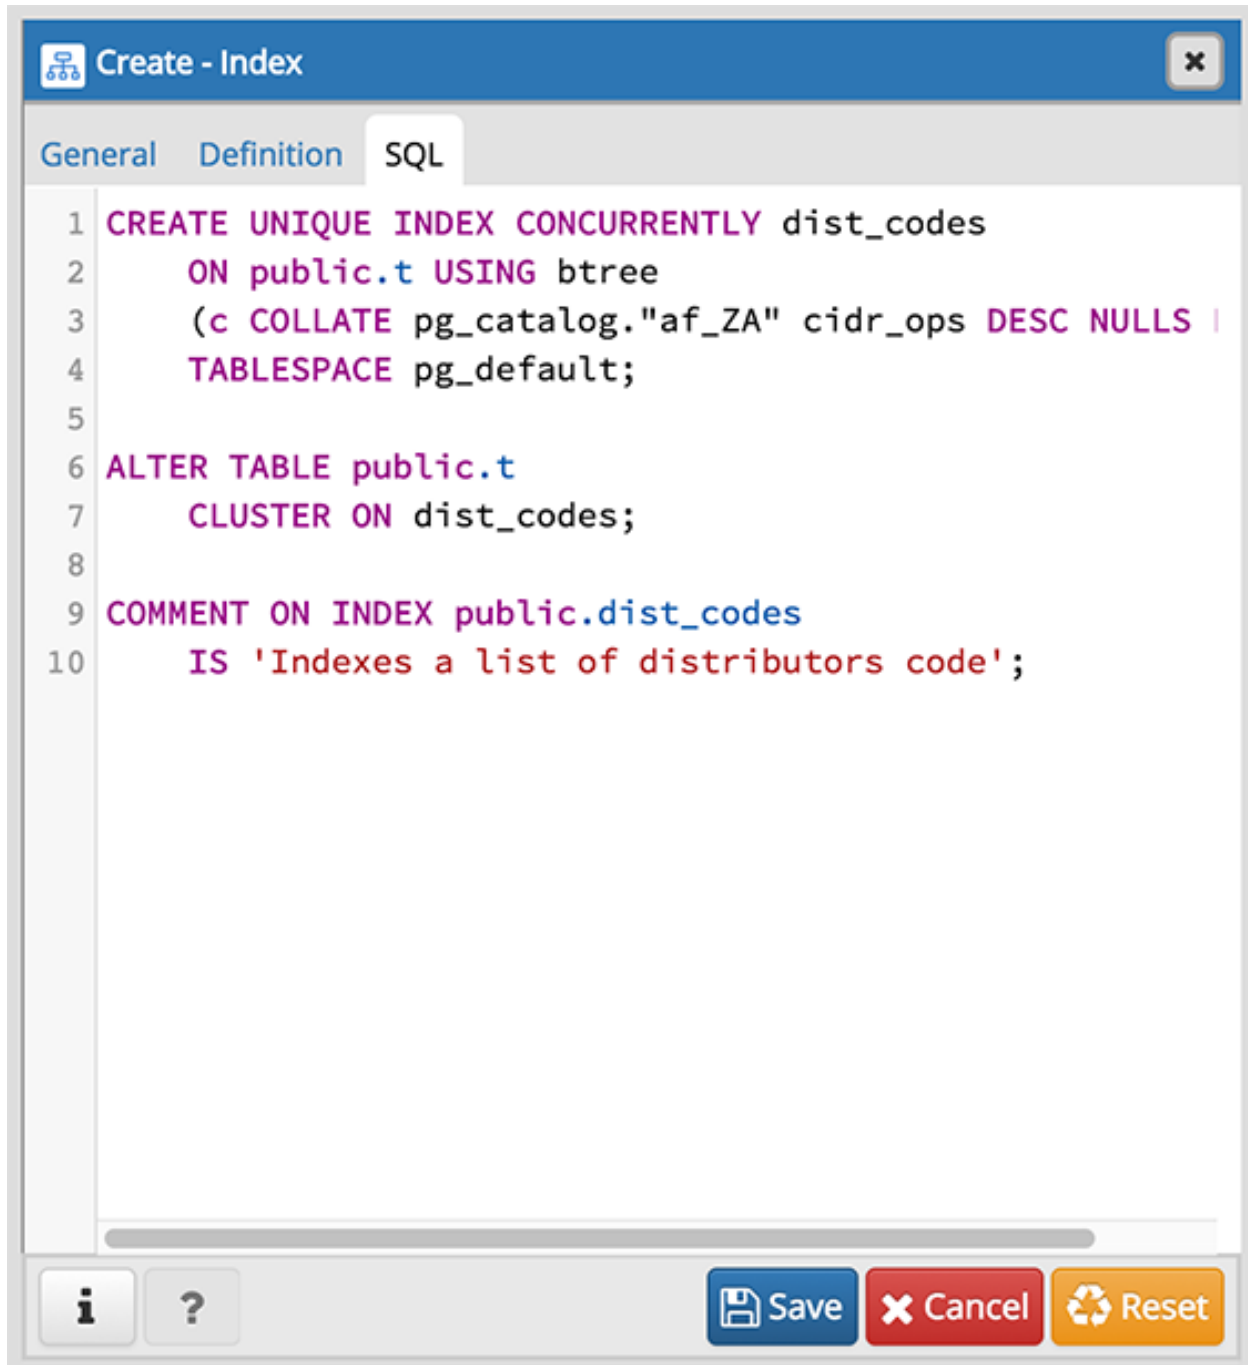 Create - Index
General Definition SQL
1 CREATE UNIQUE INDEX CONCURRENTLY dist_codes
2 ON public.t USING btree
3 (c COLLATE pg_catalog."af_ZA" cidr_ops DESC NULLS
4 TABLESPACE pg_default;
5
6 ALTER TABLE public.t
7 CLUSTER ON dist_codes;
8
9 COMMENT ON INDEX public.dist_codes
10 IS 'Indexes a list of distributors code';
i ? Save Cancel Reset